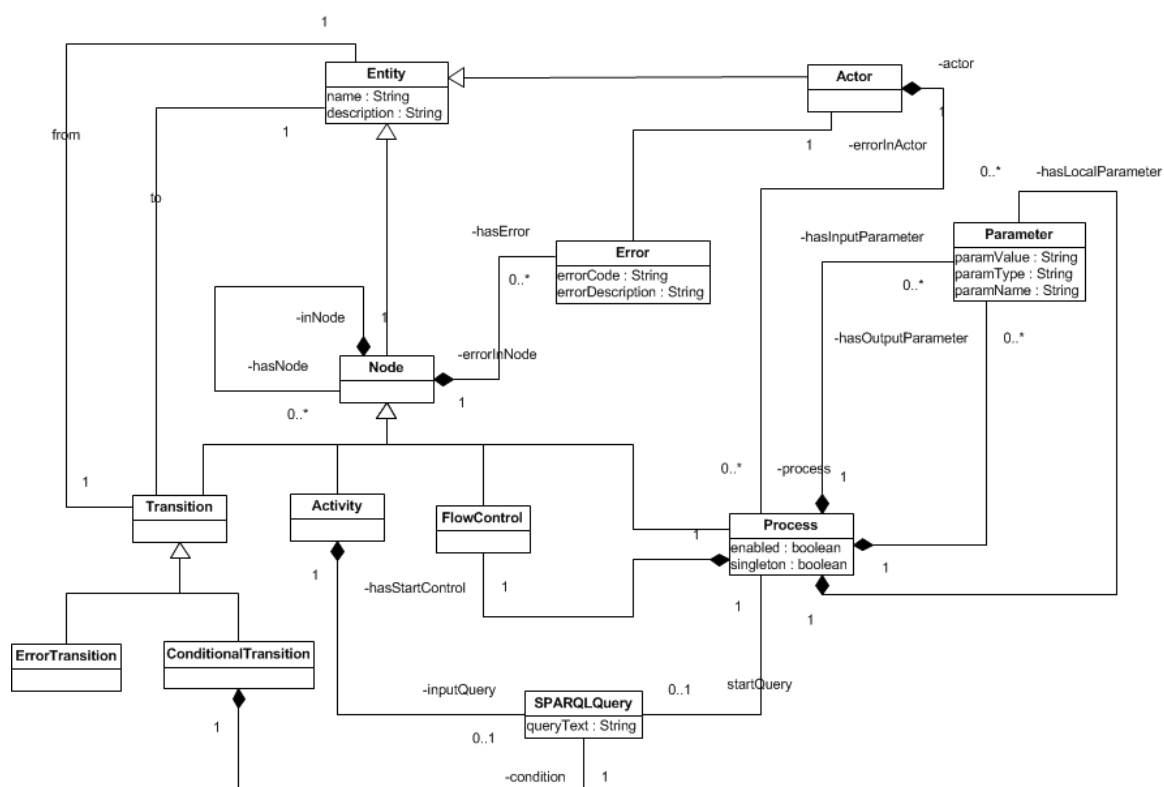 1
Entity
name : String
description : String
Actor
-actor
1
from
1
1
-errorInActor
0..*
-hasLocalParameter
to
-hasError
0..*
Error
errorCode : String
errorDescription : String
-hasInputParameter
0..*
Parameter
paramValue : String
paramType : String
paramName : String
-inNode
1
-errorInNode
-hasOutputParameter
0..*
-hasNode
Node
1
0..*
1
Transition
Activity
FlowControl
0..*
-process
1
Process
enabled : boolean
singleton : boolean
1
1
1
-hasStartControl
1
1
1
ErrorTransition
ConditionalTransition
1
-inputQuery
0..1
SPARQLQuery
queryText : String
0..1
startQuery
-condition
1